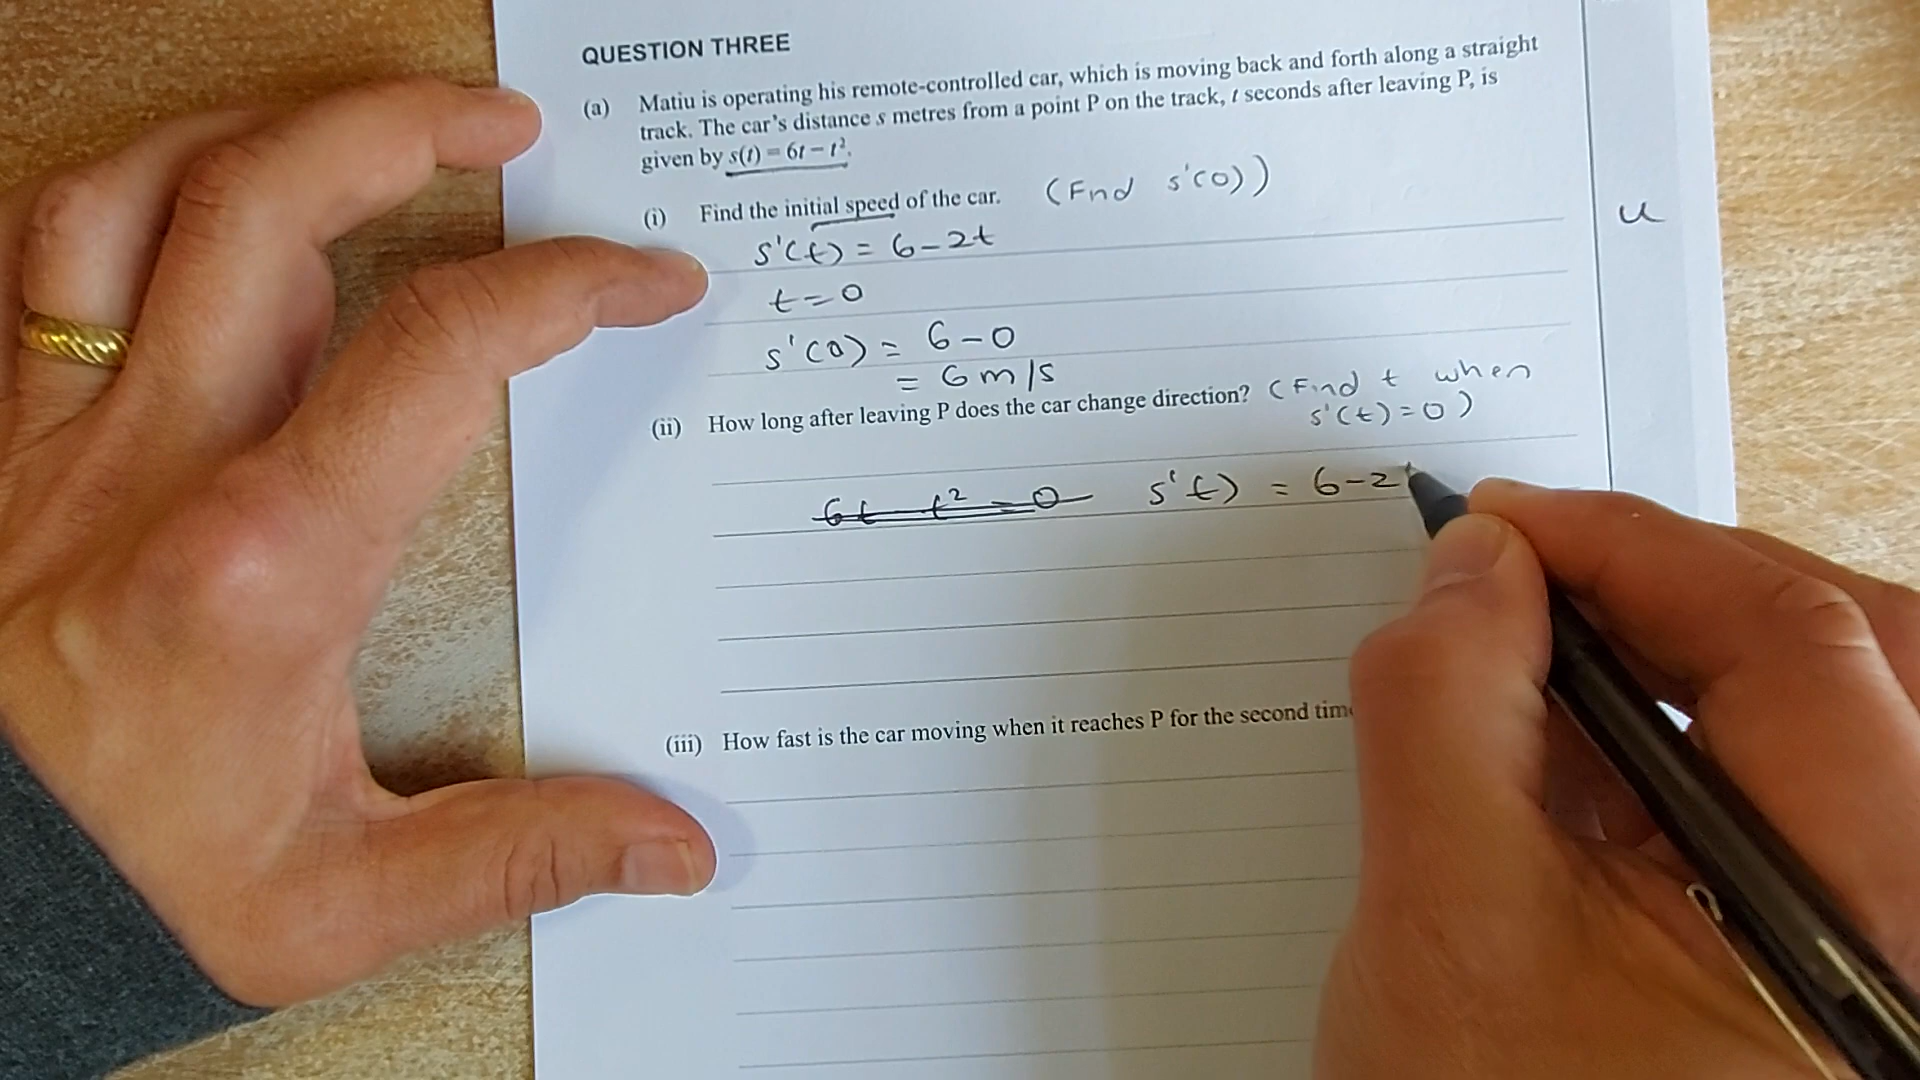 QUESTION THREE
(a) Matiu is operating his remote-controlled car, which is moving back and forth along a straight
track. The car's distance s metres from a point P on the track, t seconds after leaving P, is
given by s(t) = 6t – t².
(i) Find the initial speed of the car. (Fnd s'(0))
u
s'(t) = 6-2t
t=0
s'(0) = 6-0
= 6m/s
(ii) How long after leaving P does the car change direction? (Find t when
s'(t)=0)
6t - t² = 0 s't) = 6-2
(iii) How fast is the car moving when it reaches P for the second